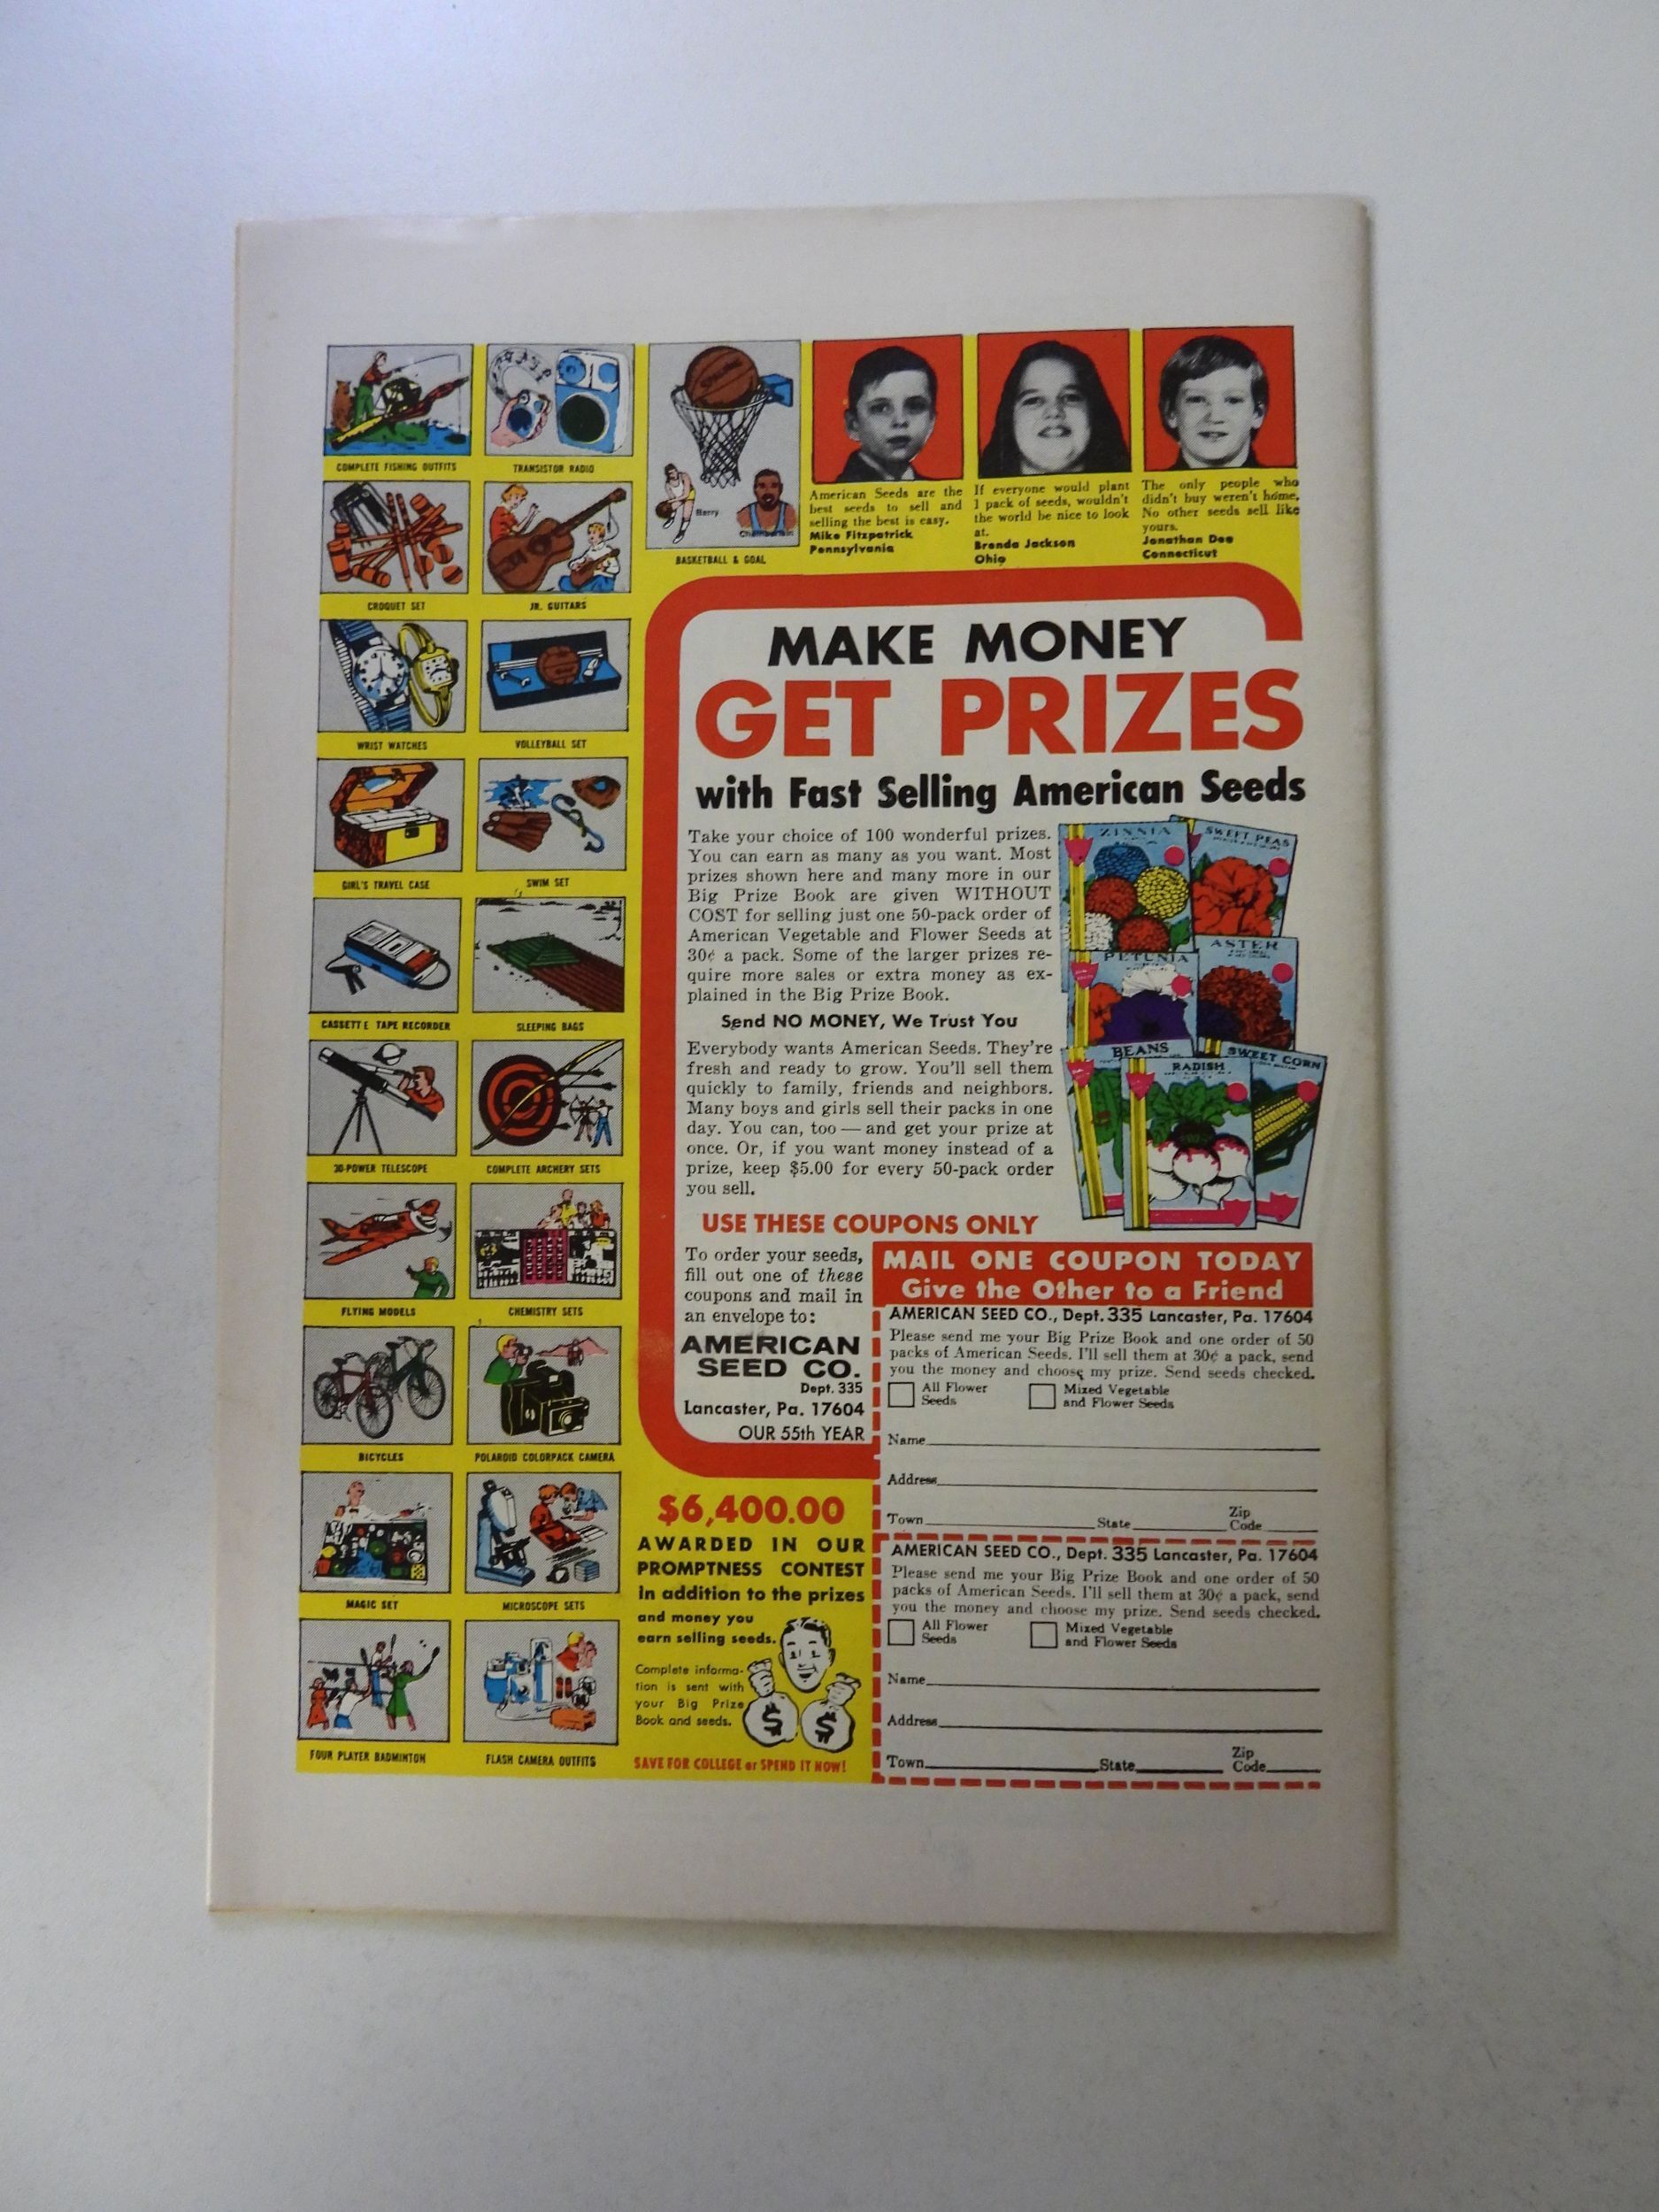 COMPLETE FISHING OUTFITS
TRANSISTOR RADIO
CROQUET SET
JR. GUITARS
WRIST WATCHES
VOLLEYBALL SET
GIRL'S TRAVEL CASE
SWIM SET
CASSETTE TAPE RECORDER
SLEEPING BAGS
30-POWER TELESCOPE
COMPLETE ARCHERY SETS
FLYING MODELS
CHEMISTRY SETS
BICYCLES
POLAROID COLORPACK CAMERA
MAGIC SET
MICROSCOPE SETS
FOUR PLAYER BADMINTON
FLASH CAMERA OUTFITS
Barry
Chamberlain
BASKETBALL & GOAL
American Seeds are the
best seeds to sell and
selling the best is easy.
Mike Fitzpatrick
Pennsylvania
If everyone would plant
1 pack of seeds, wouldn't
the world be nice to look
at.
Brenda Jackson
Ohio
The only people who
didn't buy weren't home.
No other seeds sell like
yours.
Jonathan Dee
Connecticut
MAKE MONEY
GET PRIZES
with Fast Selling American Seeds
Take your choice of 100 wonderful prizes.
You can earn as many as you want. Most
prizes shown here and many more in our
Big Prize Book are given WITHOUT
COST for selling just one 50-pack order of
American Vegetable and Flower Seeds at
30¢ a pack. Some of the larger prizes re-
quire more sales or extra money as ex-
plained in the Big Prize Book.
Send NO MONEY, We Trust You
Everybody wants American Seeds. They're
fresh and ready to grow. You'll sell them
quickly to family, friends and neighbors.
Many boys and girls sell their packs in one
day. You can, too — and get your prize at
once. Or, if you want money instead of a
prize, keep $5.00 for every 50-pack order
you sell.
ZINNIA
SWEET PEAS
PETUNIA
ASTER
BEANS
RADISH
SWEET CORN
USE THESE COUPONS ONLY
To order your seeds,
fill out one of these
coupons and mail in
an envelope to:
AMERICAN
SEED CO.
Dept. 335
Lancaster, Pa. 17604
OUR 55th YEAR
MAIL ONE COUPON TODAY
Give the Other to a Friend
AMERICAN SEED CO., Dept. 335 Lancaster, Pa. 17604
Please send me your Big Prize Book and one order of 50
packs of American Seeds. I'll sell them at 30¢ a pack, send
you the money and choose my prize. Send seeds checked.
All Flower Seeds
Mixed Vegetable and Flower Seeds
Name
Address
Town State Zip Code
AMERICAN SEED CO., Dept. 335 Lancaster, Pa. 17604
Please send me your Big Prize Book and one order of 50
packs of American Seeds. I'll sell them at 30¢ a pack, send
you the money and choose my prize. Send seeds checked.
All Flower Seeds
Mixed Vegetable and Flower Seeds
Name
Address
Town State Zip Code
$6,400.00
AWARDED IN OUR
PROMPTNESS CONTEST
in addition to the prizes
and money you
earn selling seeds.
Complete informa-
tion is sent with
your Big Prize
Book and seeds.
$ $
SAVE FOR COLLEGE or SPEND IT NOW!